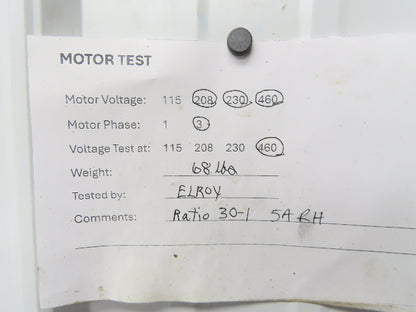 MOTOR TEST
Motor Voltage: 115 208 230 460
Motor Phase: 1 3
Voltage Test at: 115 208 230 460
Weight: 68 lbs
Tested by: ELROY
Comments: Ratio 30-1 SA RH